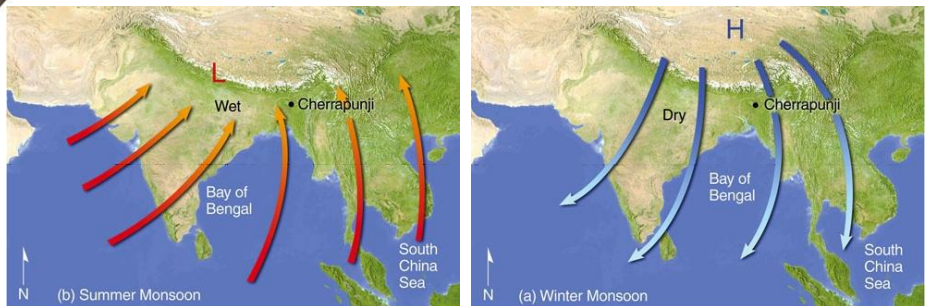 L
Wet
Cherrapunji
Bay of
Bengal
South
China
Sea
N
(b) Summer Monsoon
H
Cherrapunji
Dry
Bay of
Bengal
South
China
Sea
N
(a) Winter Monsoon